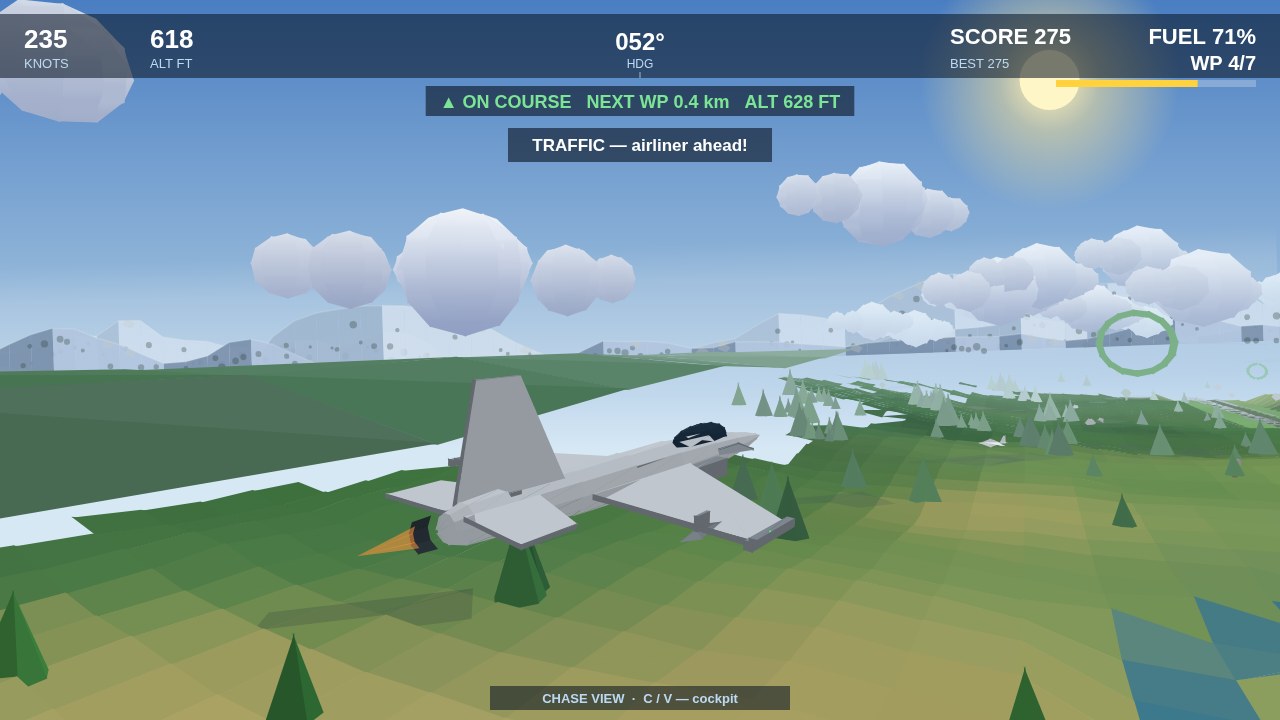 235
KNOTS
618
ALT FT
052°
HDG
SCORE 275
BEST 275
FUEL 71%
WP 4/7
▲ ON COURSE NEXT WP 0.4 km ALT 628 FT
TRAFFIC — airliner ahead!
CHASE VIEW · C / V — cockpit